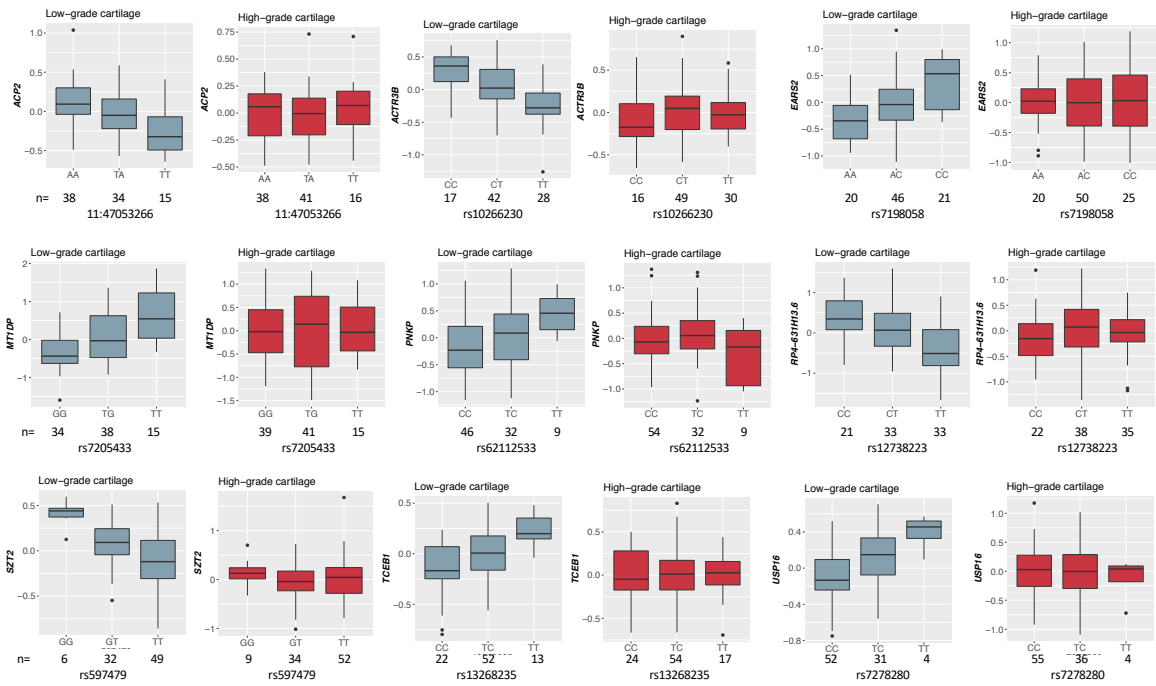 Low-grade cartilage
ACP2
1.0
0.5
0.0
−0.5
AA TA TT
n= 38 34 15
11:47053266
High-grade cartilage
ACP2
0.75
0.50
0.25
0.00
−0.25
−0.50
AA TA TT
38 41 16
11:47053266
Low-grade cartilage
ACTR3B
0.5
0.0
−1.0
CC CT TT
17 42 28
rs10266230
High-grade cartilage
ACTR3B
1.0
0.5
0.0
−0.5
CC CT TT
16 49 30
rs10266230
Low-grade cartilage
EARS2
1.0
0.5
0.0
−0.5
−1.0
AA AC CC
20 46 21
rs7198058
High-grade cartilage
EARS2
1.0
0.5
0.0
−0.5
−1.0
AA AC CC
20 50 25
rs7198058
Low-grade cartilage
MT1DP
2
1
0
−1
GG TG TT
n= 34 38 15
rs7205433
High-grade cartilage
MT1DP
1.0
0.5
0.0
−0.5
−1.0
−1.5
GG TG TT
39 41 15
rs7205433
Low-grade cartilage
PNKP
1.0
0.5
0.0
−0.5
−1.0
CC TC TT
46 32 9
rs62112533
High-grade cartilage
PNKP
1.0
0.5
0.0
−0.5
−1.0
CC TC TT
54 32 9
rs62112533
Low-grade cartilage
RP4-631H13.6
1
0
−1
CC CT TT
21 33 33
rs12738223
High-grade cartilage
RP4-631H13.6
1.0
0.5
0.0
−0.5
−1.0
CC CT TT
22 38 35
rs12738223
Low-grade cartilage
SZT2
0.5
0.0
−0.5
GG GT TT
n= 6 32 49
rs597479
High-grade cartilage
SZT2
1
0
−1
GG GT TT
9 34 52
rs597479
Low-grade cartilage
TCEB1
0.5
0.0
−0.5
CC TC TT
22 52 13
rs13268235
High-grade cartilage
TCEB1
1.0
0.5
0.0
−0.5
CC TC TT
24 54 17
rs13268235
Low-grade cartilage
USP16
0.4
0.0
−0.4
−0.8
CC TC TT
52 31 4
rs7278280
High-grade cartilage
USP16
1.0
0.5
0.0
−0.5
−1.0
CC TC TT
55 36 4
rs7278280